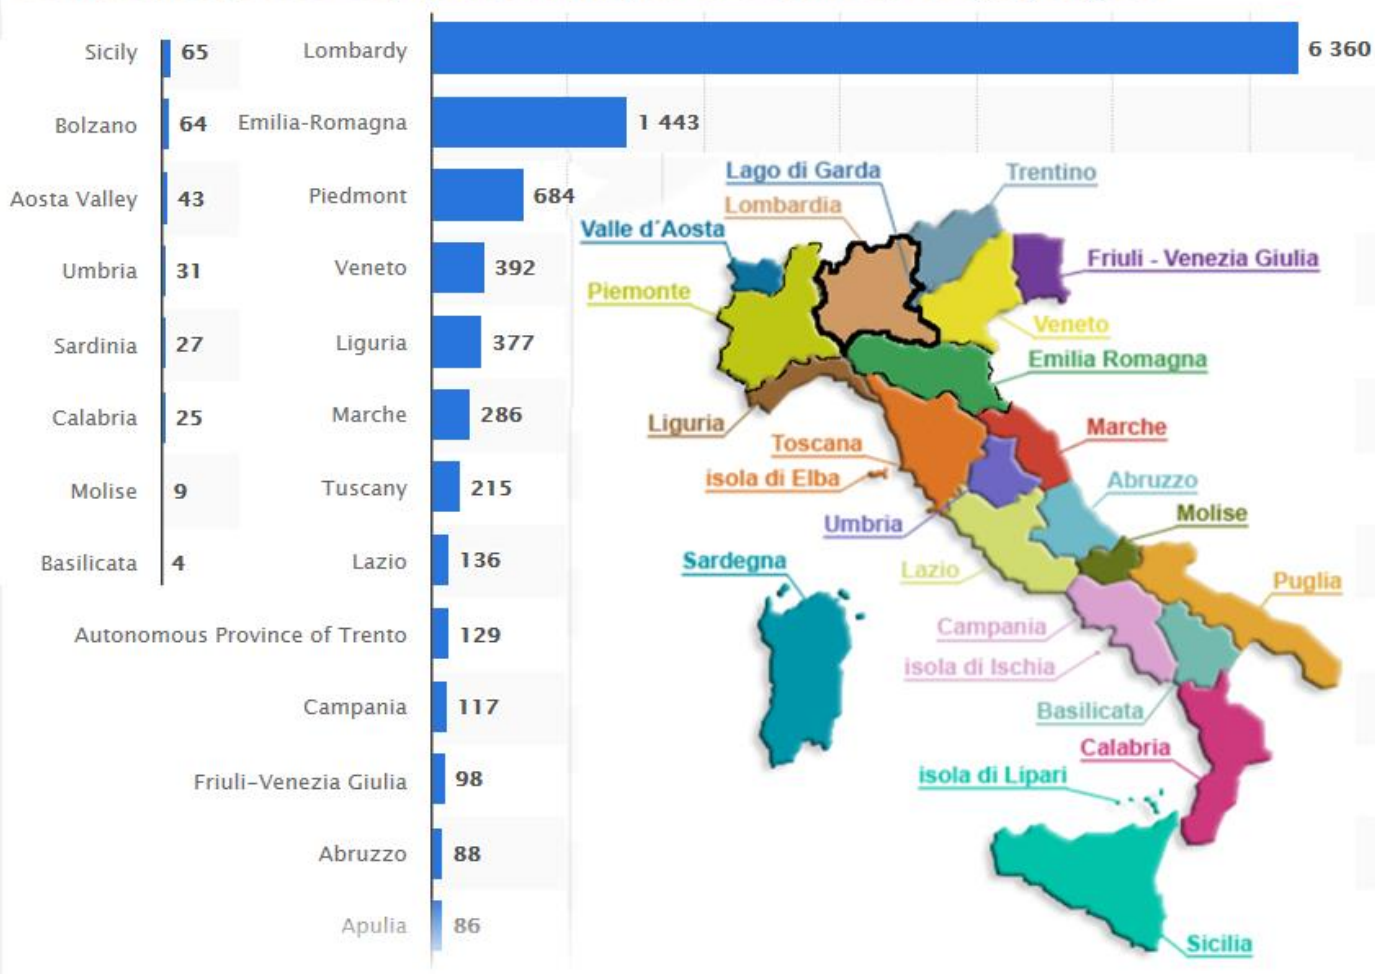 Sicily 65
Bolzano 64
Aosta Valley 43
Umbria 31
Sardinia 27
Calabria 25
Molise 9
Basilicata 4
Lombardy 6 360
Emilia-Romagna 1 443
Piedmont 684
Veneto 392
Liguria 377
Marche 286
Tuscany 215
Lazio 136
Autonomous Province of Trento 129
Campania 117
Friuli-Venezia Giulia 98
Abruzzo 88
Apulia 86
Lago di Garda
Trentino
Lombardia
Valle d´Aosta
Friuli - Venezia Giulia
Piemonte
Veneto
Emilia Romagna
Liguria
Marche
Toscana
isola di Elba
Abruzzo
Molise
Umbria
Sardegna
Lazio
Puglia
Campania
isola di Ischia
Basilicata
Calabria
isola di Lipari
Sicilia